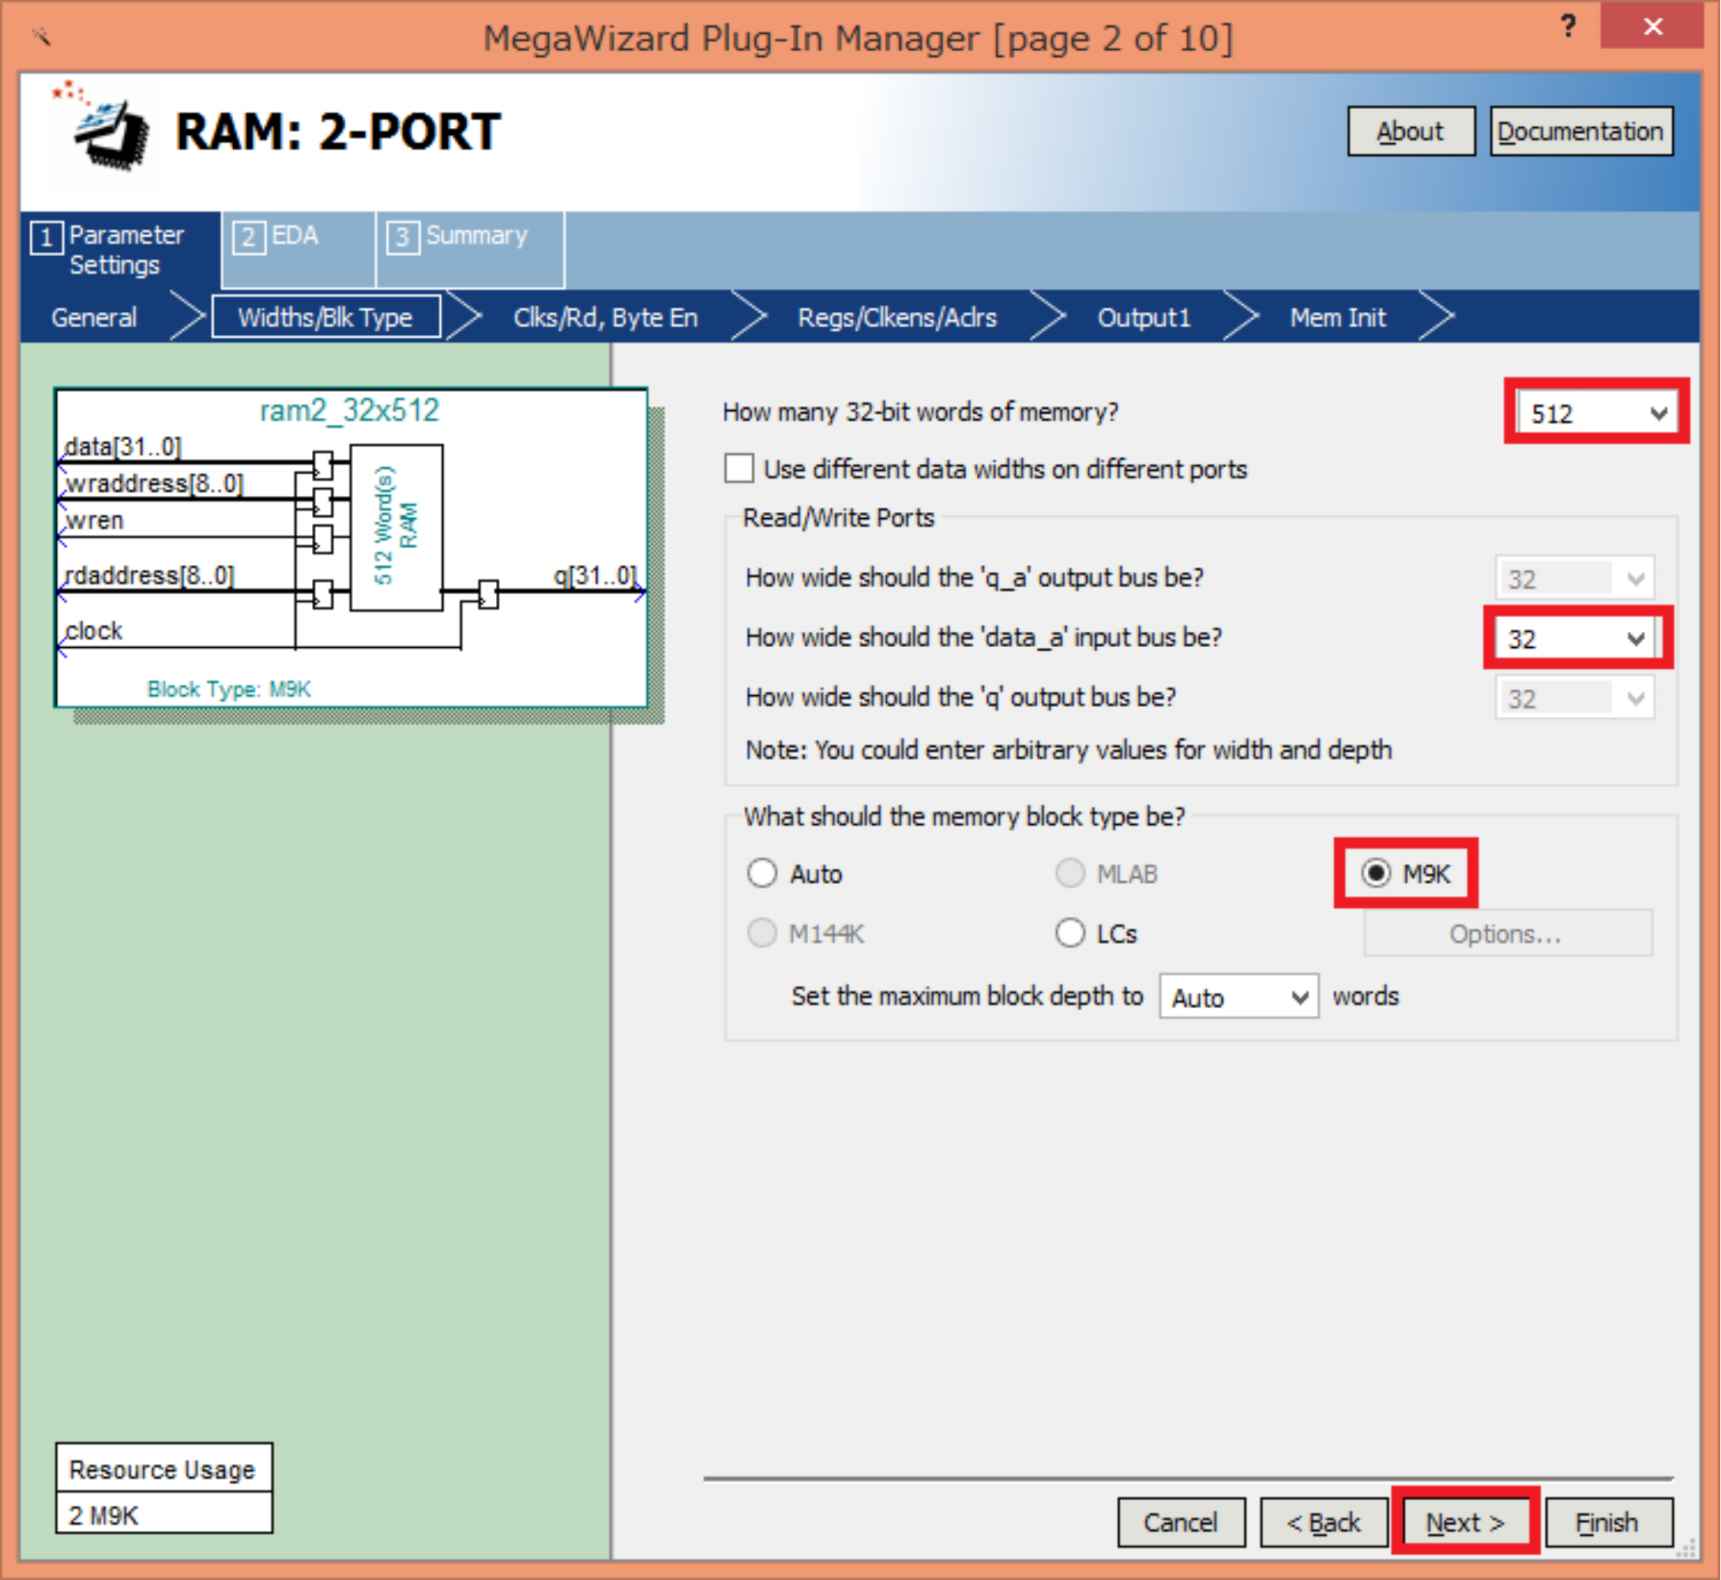 MegaWizard Plug-In Manager [page 2 of 10]
?
RAM: 2-PORT
About
Documentation
1 Parameter Settings
2 EDA
3 Summary
General
Widths/Blk Type
Clks/Rd, Byte En
Regs/Clkens/Aclrs
Output1
Mem Init
ram2_32x512
data[31..0]
wraddress[8..0]
wren
rdaddress[8..0]
clock
512 Word(s)
RAM
q[31..0]
Block Type: M9K
How many 32-bit words of memory?
512
Use different data widths on different ports
Read/Write Ports
How wide should the 'q_a' output bus be?
32
How wide should the 'data_a' input bus be?
32
How wide should the 'q' output bus be?
32
Note: You could enter arbitrary values for width and depth
What should the memory block type be?
Auto
MLAB
M9K
M144K
LCs
Options...
Set the maximum block depth to
Auto
words
Resource Usage
2 M9K
Cancel
< Back
Next >
Finish